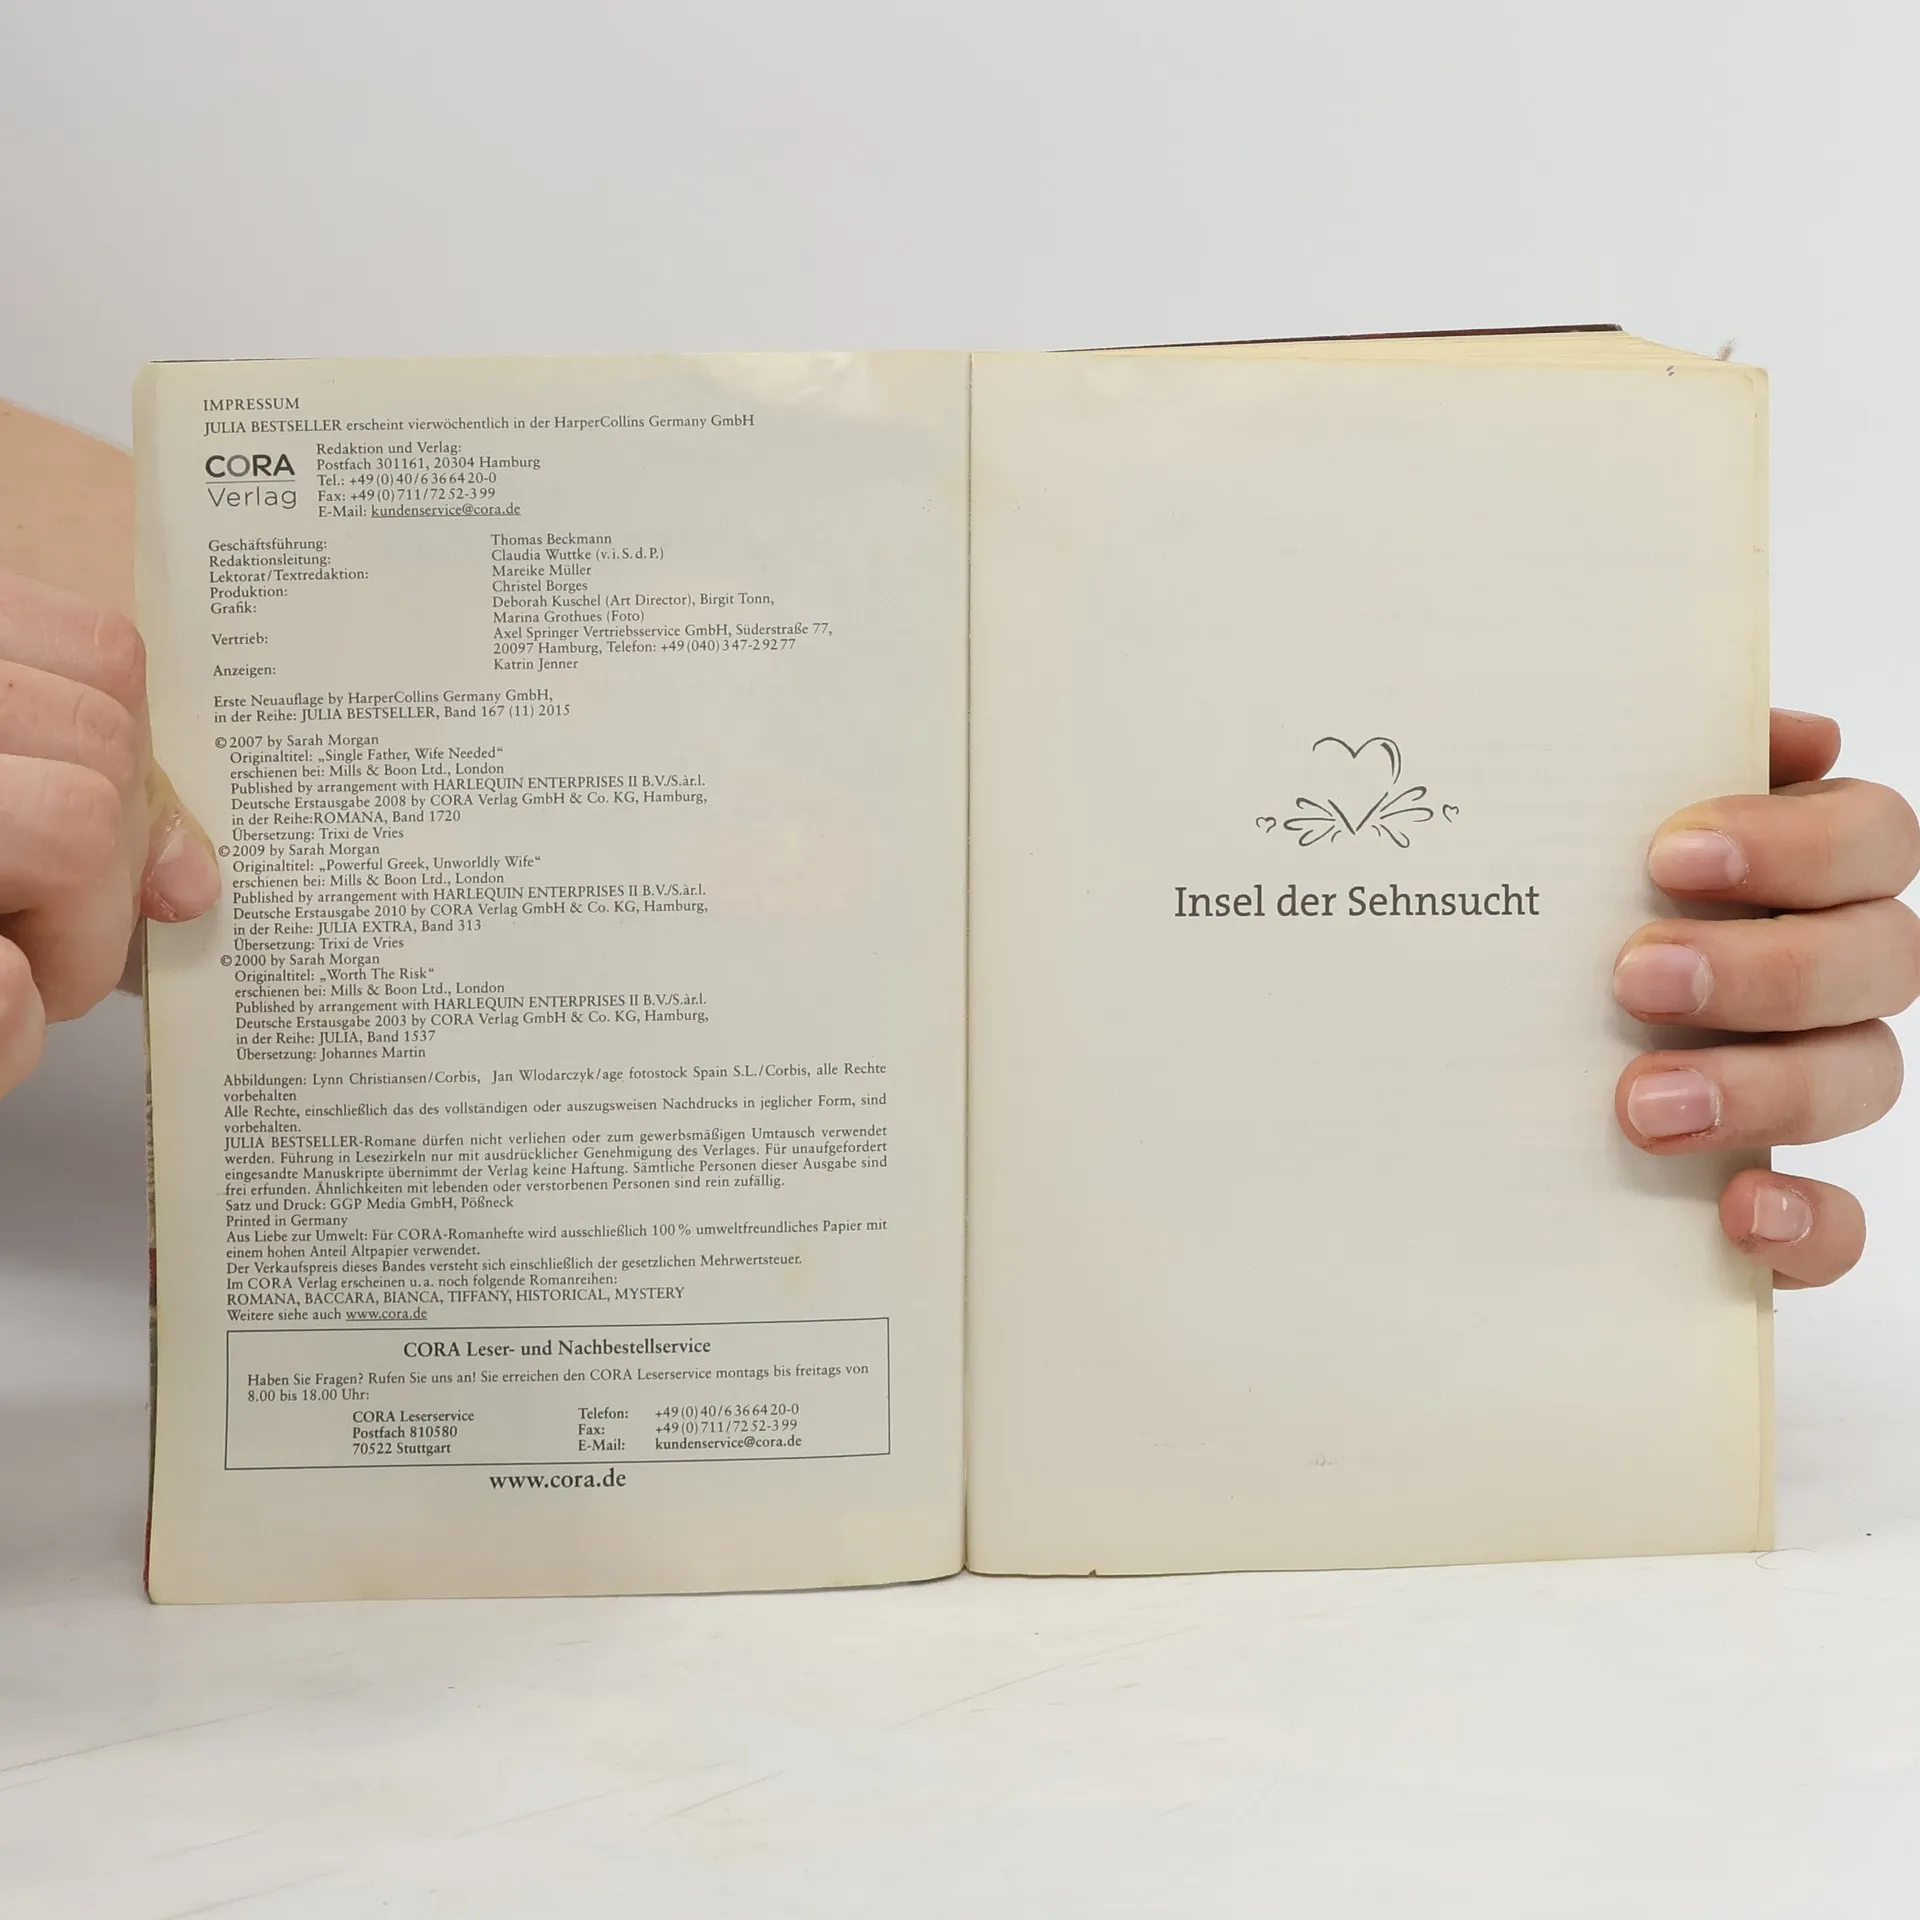 IMPRESSUM
JULIA BESTSELLER erscheint vierwöchentlich in der HarperCollins Germany GmbH
CORA
Verlag
Redaktion und Verlag:
Postfach 301161, 20304 Hamburg
Tel.: +49(0)40/6366420-0
Fax: +49(0)711/7252-399
E-Mail: kundenservice@cora.de
Geschäftsführung: Thomas Beckmann
Redaktionsleitung: Claudia Wuttke (v.i.S.d.P.)
Lektorat/Textredaktion: Mareike Müller
Produktion: Christel Borges
Grafik: Deborah Kuschel (Art Director), Birgit Tonn,
Marina Grothues (Foto)
Vertrieb: Axel Springer Vertriebsservice GmbH, Süderstraße 77,
20097 Hamburg, Telefon: +49(040)347-29277
Anzeigen: Katrin Jenner
Erste Neuauflage by HarperCollins Germany GmbH,
in der Reihe: JULIA BESTSELLER, Band 167 (11) 2015
© 2007 by Sarah Morgan
Originaltitel: „Single Father, Wife Needed“
erschienen bei: Mills & Boon Ltd., London
Published by arrangement with HARLEQUIN ENTERPRISES II B.V./S.àr.l.
Deutsche Erstausgabe 2008 by CORA Verlag GmbH & Co. KG, Hamburg,
in der Reihe:ROMANA, Band 1720
Übersetzung: Trixi de Vries
© 2009 by Sarah Morgan
Originaltitel: „Powerful Greek, Unworldly Wife“
erschienen bei: Mills & Boon Ltd., London
Published by arrangement with HARLEQUIN ENTERPRISES II B.V./S.àr.l.
Deutsche Erstausgabe 2010 by CORA Verlag GmbH & Co. KG, Hamburg,
in der Reihe: JULIA EXTRA, Band 313
Übersetzung: Trixi de Vries
© 2000 by Sarah Morgan
Originaltitel: „Worth The Risk“
erschienen bei: Mills & Boon Ltd., London
Published by arrangement with HARLEQUIN ENTERPRISES II B.V./S.àr.l.
Deutsche Erstausgabe 2003 by CORA Verlag GmbH & Co. KG, Hamburg,
in der Reihe: JULIA, Band 1537
Übersetzung: Johannes Martin
Abbildungen: Lynn Christiansen/Corbis, Jan Wlodarczyk/age fotostock Spain S.L./Corbis, alle Rechte
vorbehalten
Alle Rechte, einschließlich das des vollständigen oder auszugsweisen Nachdrucks in jeglicher Form, sind
vorbehalten.
JULIA BESTSELLER-Romane dürfen nicht verliehen oder zum gewerbsmäßigen Umtausch verwendet
werden. Führung in Lesezirkeln nur mit ausdrücklicher Genehmigung des Verlages. Für unaufgefordert
eingesandte Manuskripte übernimmt der Verlag keine Haftung. Sämtliche Personen dieser Ausgabe sind
frei erfunden. Ähnlichkeiten mit lebenden oder verstorbenen Personen sind rein zufällig.
Satz und Druck: GGP Media GmbH, Pößneck
Printed in Germany
Aus Liebe zur Umwelt: Für CORA-Romanhefte wird ausschließlich 100 % umweltfreundliches Papier mit
einem hohen Anteil Altpapier verwendet.
Der Verkaufspreis dieses Bandes versteht sich einschließlich der gesetzlichen Mehrwertsteuer.
Im CORA Verlag erscheinen u.a. noch folgende Romanreihen:
ROMANA, BACCARA, BIANCA, TIFFANY, HISTORICAL, MYSTERY
Weitere siehe auch www.cora.de
CORA Leser- und Nachbestellservice
Haben Sie Fragen? Rufen Sie uns an! Sie erreichen den CORA Leserservice montags bis freitags von
8.00 bis 18.00 Uhr:
CORA Leserservice Telefon: +49(0)40/6366420-0
Postfach 810580 Fax: +49(0)711/7252-399
70522 Stuttgart E-Mail: kundenservice@cora.de
www.cora.de
Insel der Sehnsucht